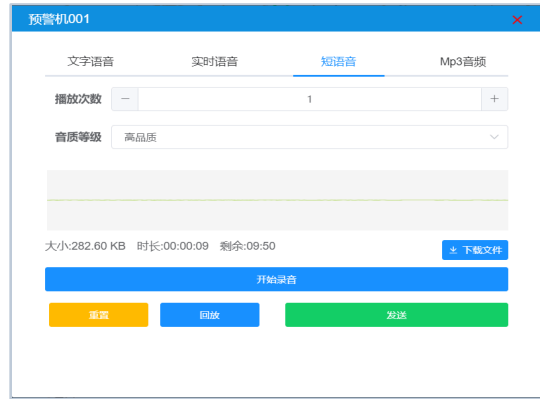 预警机001
文字语音 实时语音 短语音 Mp3音频
播放次数 1
音质等级 高品质
大小:282.60 KB 时长:00:00:09 剩余:09:50 下载文件
开始录音
重置 回放 发送